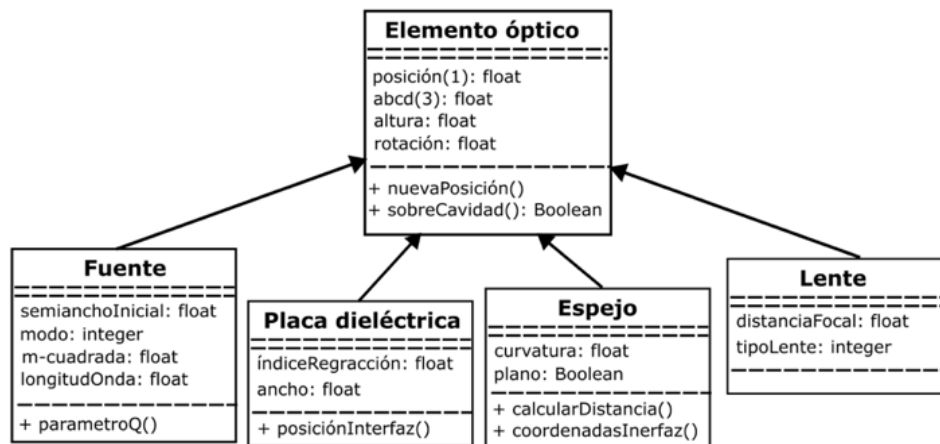 Elemento óptico
posición(1): float
abcd(3): float
altura: float
rotación: float
+ nuevaPosición()
+ sobreCavidad(): Boolean
Fuente
semianchoInicial: float
modo: integer
m-cuadrada: float
longitudOnda: float
+ parametroQ()
Placa dieléctrica
índiceRegracción: float
ancho: float
+ posiciónInterfaz()
Espejo
curvatura: float
plano: Boolean
+ calcularDistancia()
+ coordenadasInerfaz()
Lente
distanciaFocal: float
tipoLente: integer